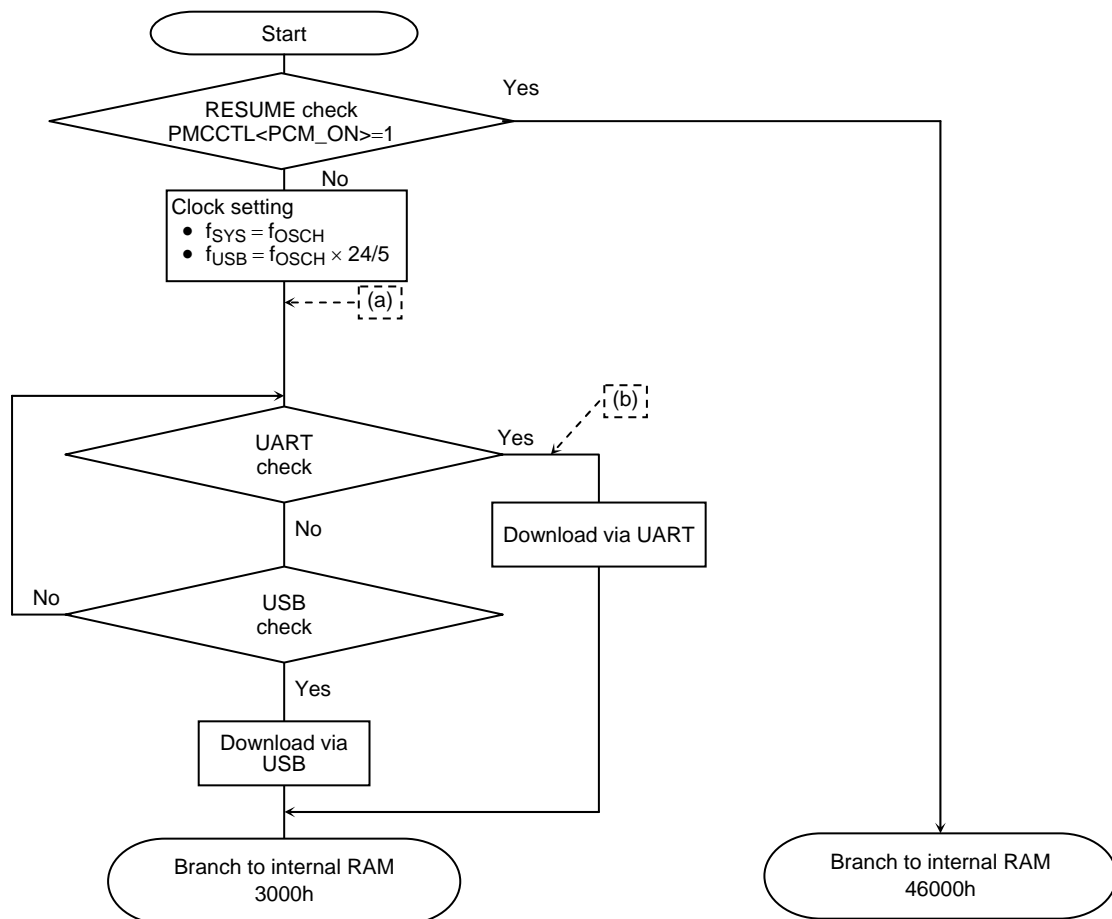 Start
Yes
RESUME check
PMCCTL<PCM_ON>=1
No
Clock setting
• fSYS = fOSCH
• fUSB = fOSCH × 24/5
(a)
(b)
UART
check
Yes
Download via UART
No
No
USB
check
Yes
Download via
USB
Branch to internal RAM
3000h
Branch to internal RAM
46000h